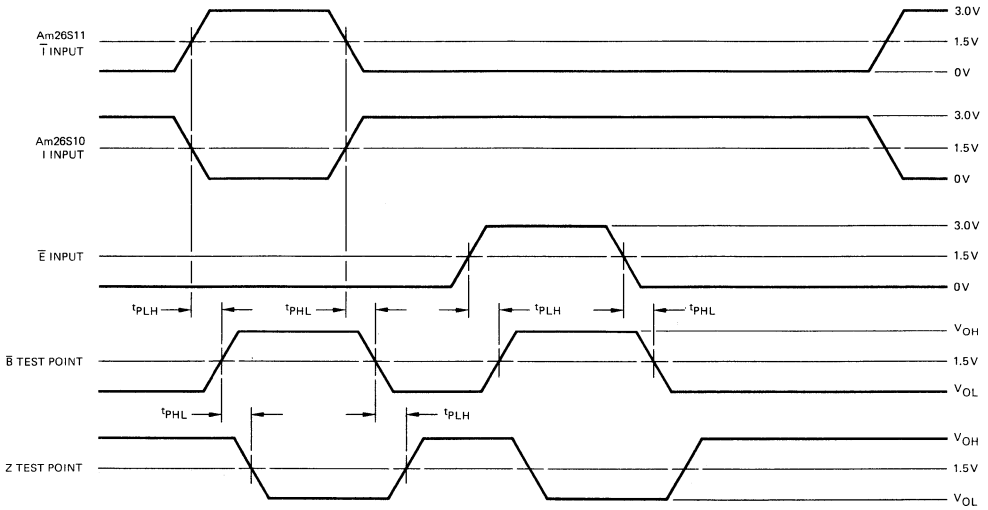 Am26S11
I̅ INPUT
3.0V
1.5V
0V
Am26S10
I INPUT
3.0V
1.5V
0V
E̅ INPUT
3.0V
1.5V
0V
tPLH
tPHL
tPLH
tPHL
B̅ TEST POINT
VOH
1.5V
VOL
tPHL
tPLH
Z TEST POINT
VOH
1.5V
VOL